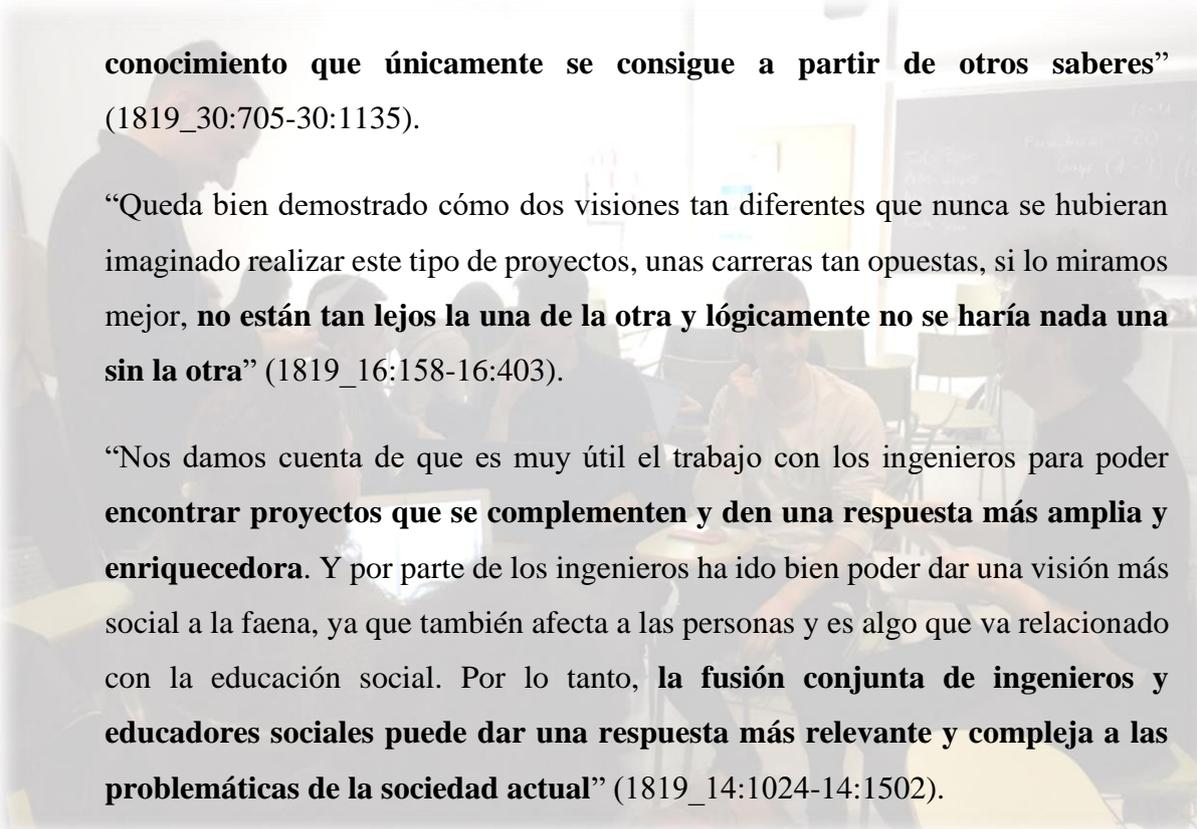 conocimiento que únicamente se consigue a partir de otros saberes”
(1819_30:705-30:1135).
“Queda bien demostrado cómo dos visiones tan diferentes que nunca se hubieran
imaginado realizar este tipo de proyectos, unas carreras tan opuestas, si lo miramos
mejor, no están tan lejos la una de la otra y lógicamente no se haría nada una
sin la otra” (1819_16:158-16:403).
“Nos damos cuenta de que es muy útil el trabajo con los ingenieros para poder
encontrar proyectos que se complementen y den una respuesta más amplia y
enriquecedora. Y por parte de los ingenieros ha ido bien poder dar una visión más
social a la faena, ya que también afecta a las personas y es algo que va relacionado
con la educación social. Por lo tanto, la fusión conjunta de ingenieros y
educadores sociales puede dar una respuesta más relevante y compleja a las
problemáticas de la sociedad actual” (1819_14:1024-14:1502).